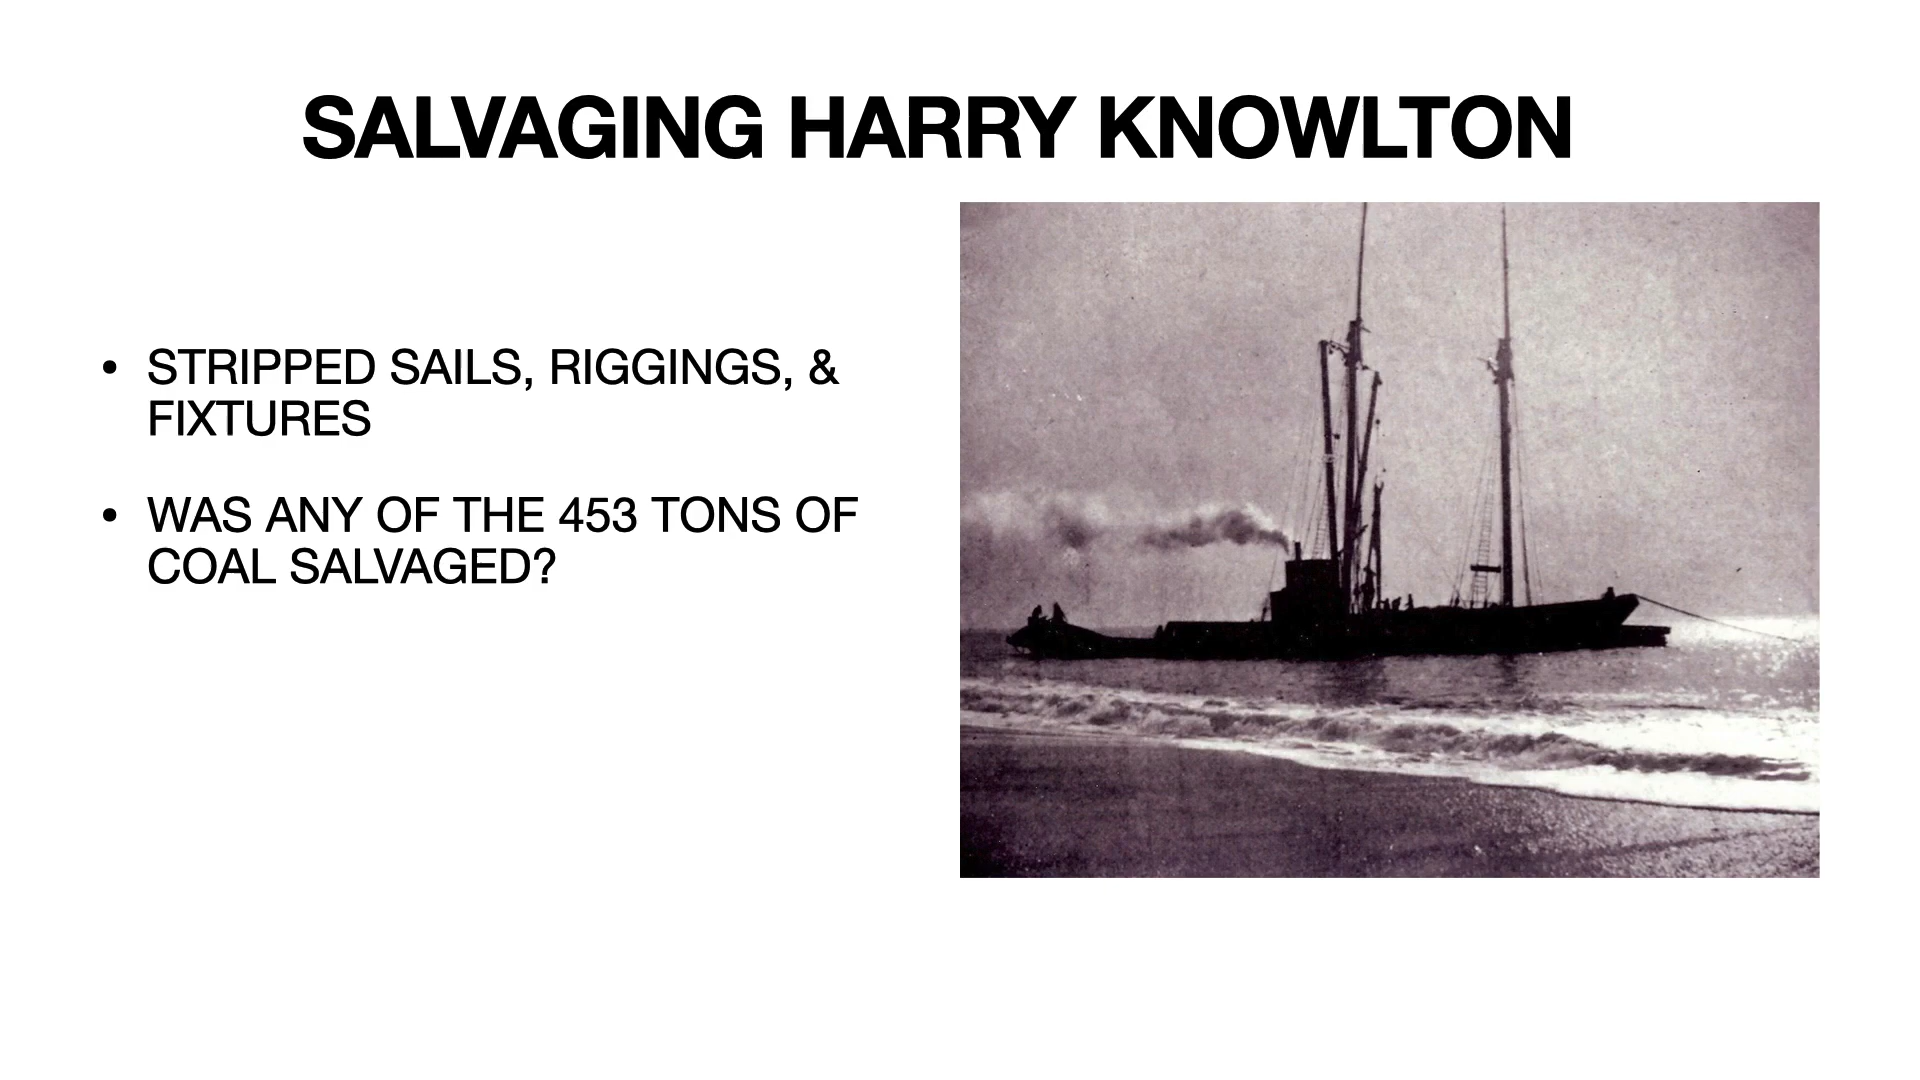 SALVAGING HARRY KNOWLTON
• STRIPPED SAILS, RIGGINGS, &
FIXTURES
• WAS ANY OF THE 453 TONS OF
COAL SALVAGED?